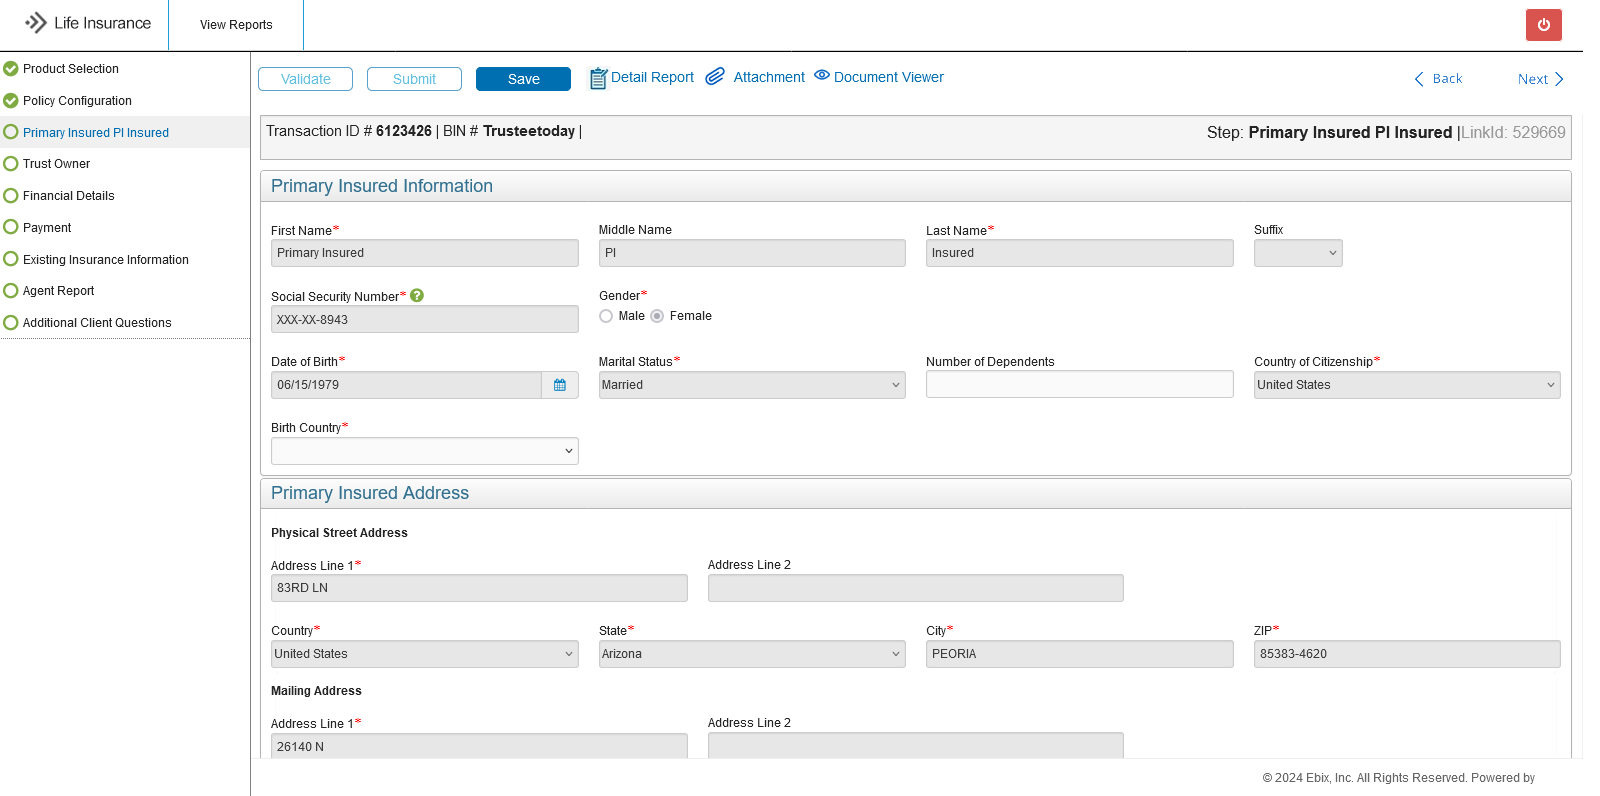 Life Insurance
View Reports
Product Selection
Policy Configuration
Primary Insured PI Insured
Trust Owner
Financial Details
Payment
Existing Insurance Information
Agent Report
Additional Client Questions
Validate
Submit
Save
Detail Report
Attachment
Document Viewer
Back
Next
Transaction ID # 6123426 | BIN # Trusteetoday |
Step: Primary Insured PI Insured |LinkId: 529669
Primary Insured Information
First Name*
Middle Name
Last Name*
Suffix
Primary Insured
PI
Insured
Social Security Number* ?
Gender*
XXX-XX-8943
Male
Female
Date of Birth*
Marital Status*
Number of Dependents
Country of Citizenship*
06/15/1979
Married
United States
Birth Country*
Primary Insured Address
Physical Street Address
Address Line 1*
Address Line 2
83RD LN
Country*
State*
City*
ZIP*
United States
Arizona
PEORIA
85383-4620
Mailing Address
Address Line 1*
Address Line 2
26140 N
© 2024 Ebix, Inc. All Rights Reserved. Powered by